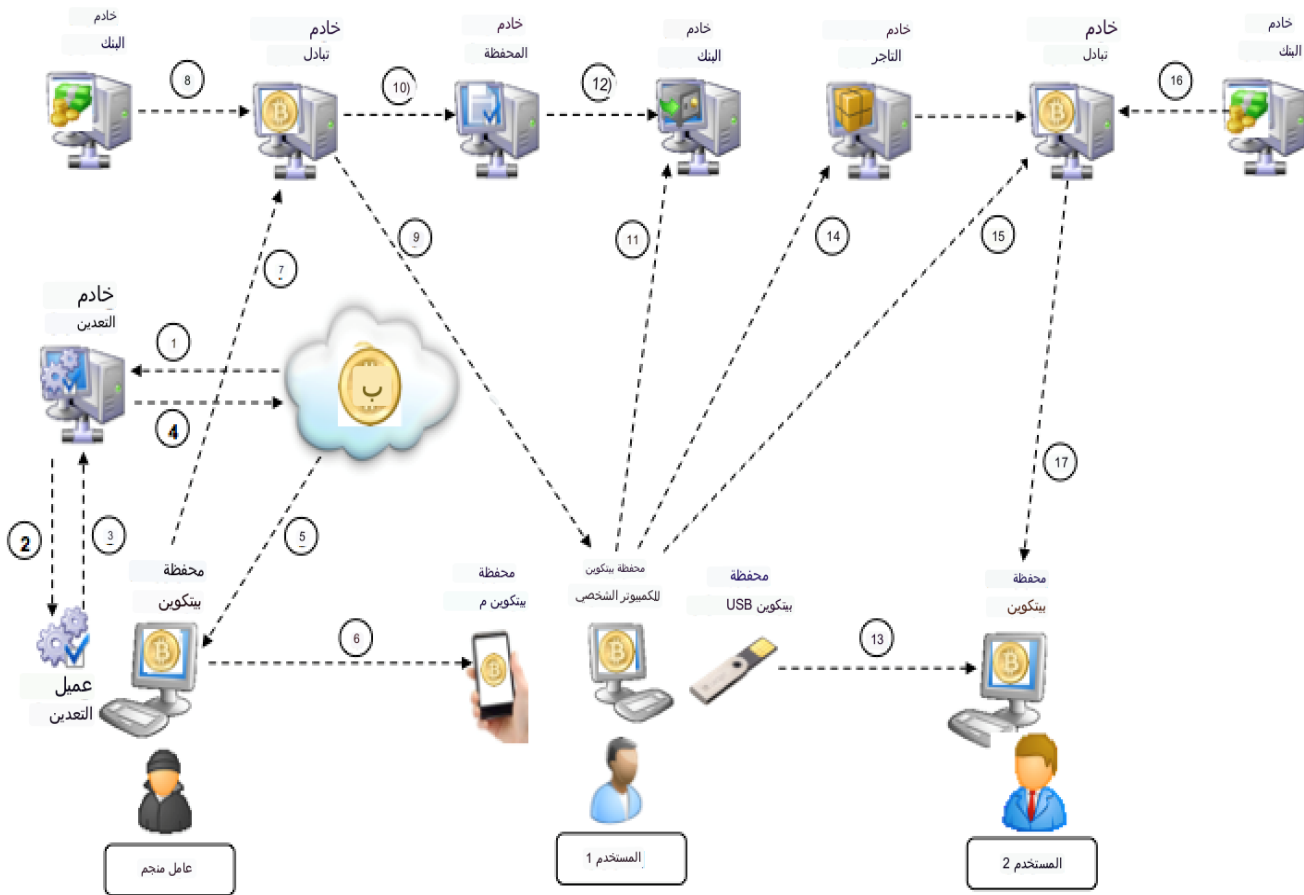 خادم
البنك
خادم
تبادل
خادم
المحفظة
خادم
البنك
خادم
التاجر
خادم
تبادل
خادم
البنك
8
10)
12)
16
7
9
11
14
15
خادم
التعدين
1
4
ب
2
3
5
17
محفظة
بيتكوين
محفظة
بيتكوين م
محفظة بيتكوين
للكمبيوتر الشخصي
محفظة
بيتكوين USB
محفظة
بيتكوين
6
13
عميل
التعدين
عامل منجم
المستخدم 1
المستخدم 2